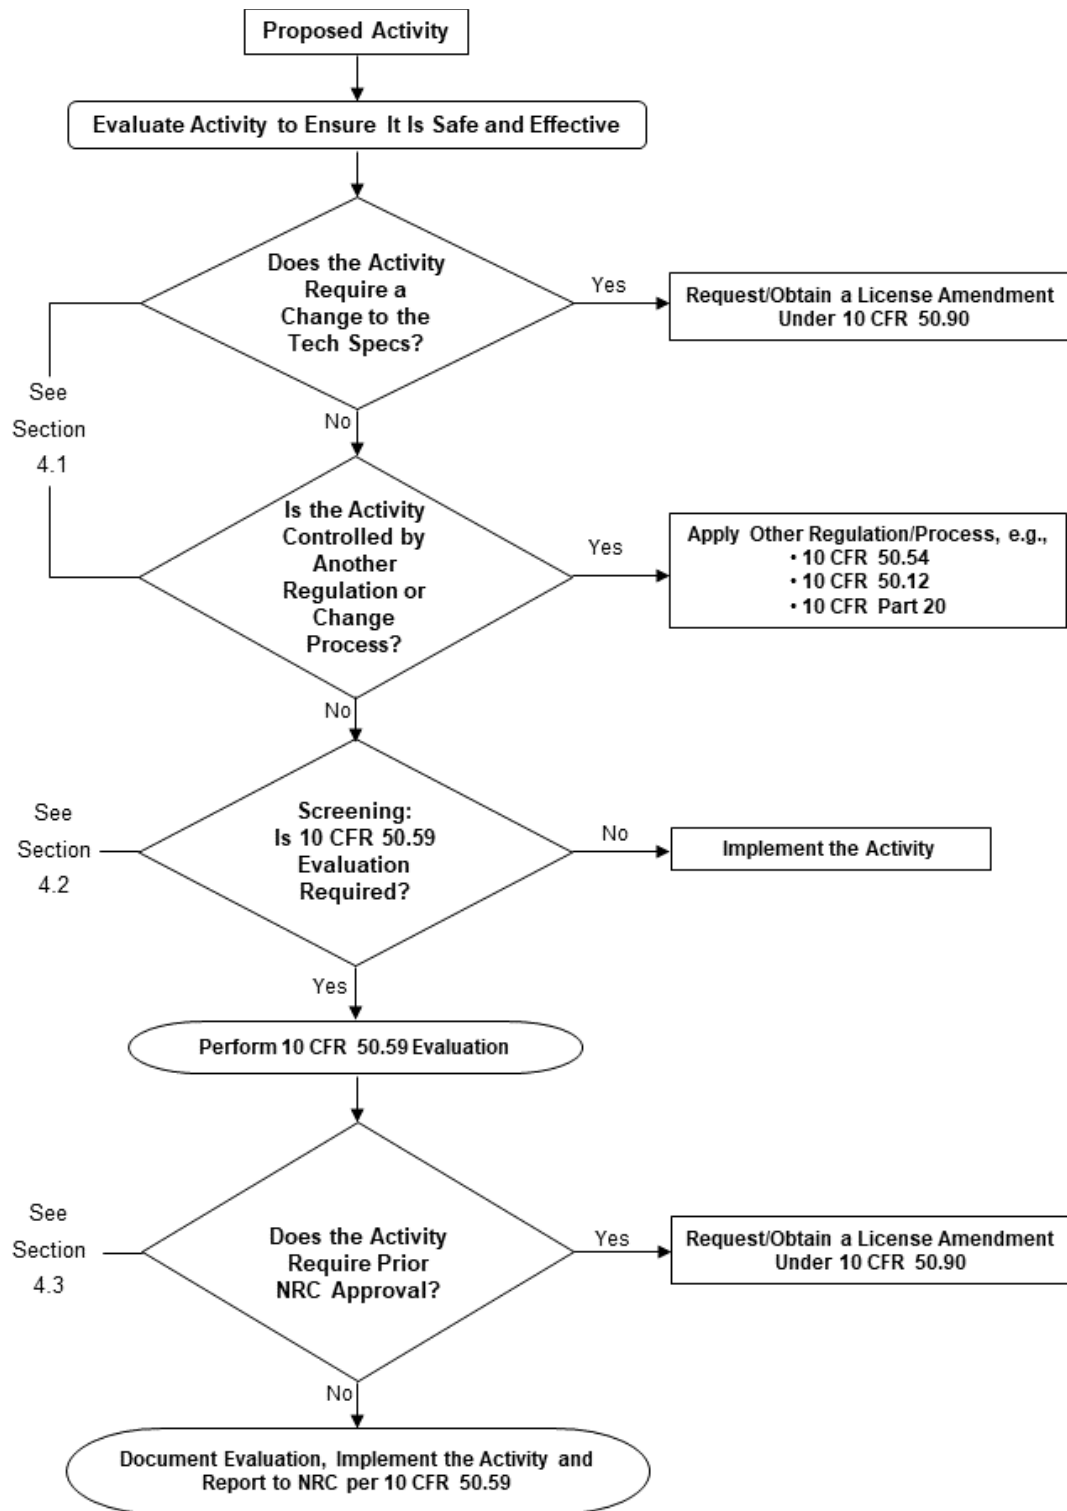 Proposed Activity
Evaluate Activity to Ensure It Is Safe and Effective
Does the Activity
Require a
Change to the
Tech Specs?
Yes
Request/Obtain a License Amendment
Under 10 CFR 50.90
See
Section
4.1
No
Is the Activity
Controlled by
Another
Regulation or
Change
Process?
Yes
Apply Other Regulation/Process, e.g.,
• 10 CFR 50.54
• 10 CFR 50.12
• 10 CFR Part 20
No
See
Section
4.2
Screening:
Is 10 CFR 50.59
Evaluation
Required?
No
Implement the Activity
Yes
Perform 10 CFR 50.59 Evaluation
See
Section
4.3
Does the Activity
Require Prior
NRC Approval?
Yes
Request/Obtain a License Amendment
Under 10 CFR 50.90
No
Document Evaluation, Implement the Activity and
Report to NRC per 10 CFR 50.59